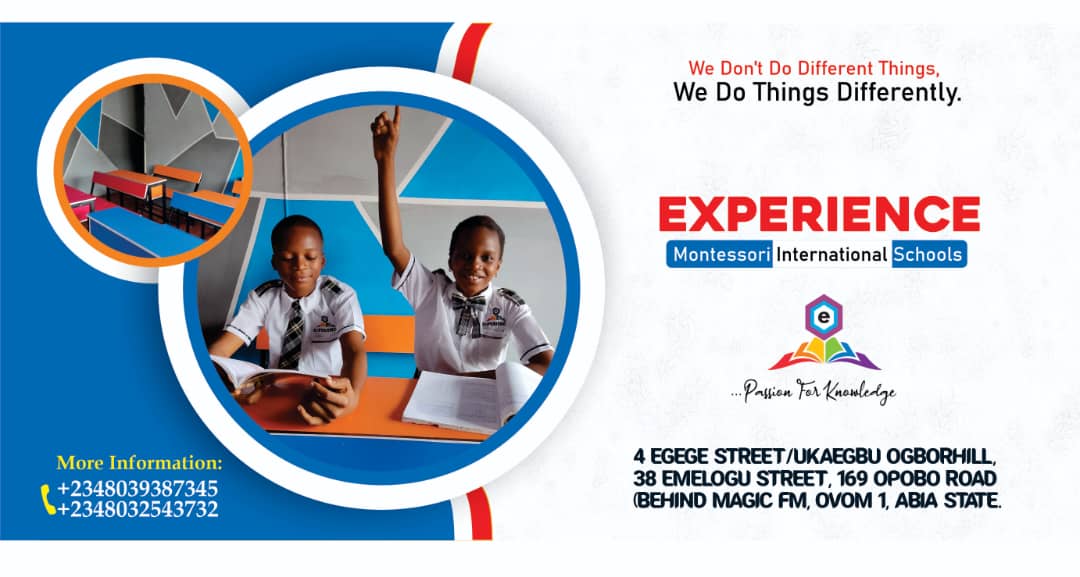 We Don't Do Different Things,
We Do Things Differently.
EXPERIENCE
Montessori International Schools
e
...Passion For Knowledge
4 EGEGE STREET/UKAEGBU OGBORHILL,
38 EMELOGU STREET, 169 OPOBO ROAD
(BEHIND MAGIC FM, OVOM 1, ABIA STATE.
More Information:
+2348039387345
+2348032543732